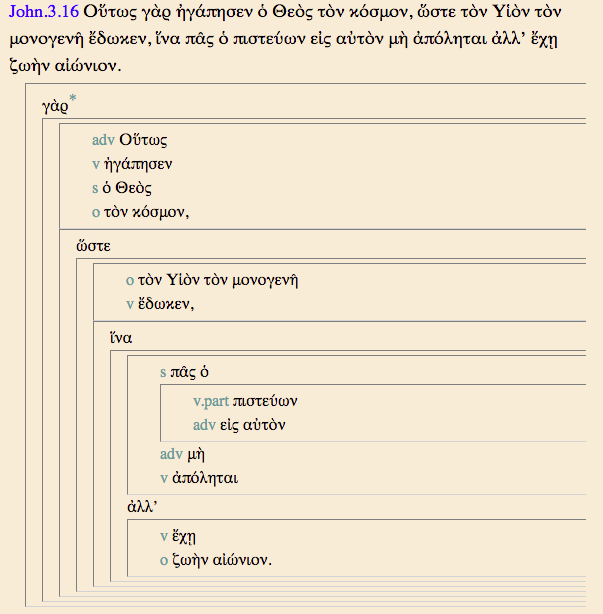 John.3.16 Οὕτως γὰρ ἠγάπησεν ὁ Θεὸς τὸν κόσμον, ὥστε τὸν Υἱὸν τὸν
μονογενῆ ἔδωκεν, ἵνα πᾶς ὁ πιστεύων εἰς αὐτὸν μὴ ἀπόληται ἀλλ’ ἔχῃ
ζωὴν αἰώνιον.
γὰρ*
adv Οὕτως
v ἠγάπησεν
s ὁ Θεὸς
o τὸν κόσμον,
ὥστε
o τὸν Υἱὸν τὸν μονογενῆ
v ἔδωκεν,
ἵνα
s πᾶς ὁ
v.part πιστεύων
adv εἰς αὐτὸν
adv μὴ
v ἀπόληται
ἀλλ’
v ἔχῃ
o ζωὴν αἰώνιον.